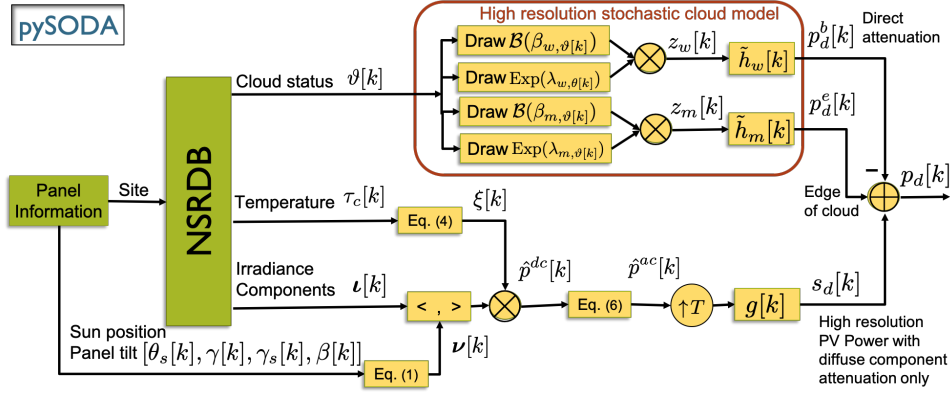 pySODA
High resolution stochastic cloud model
Direct
attenuation
Cloud status ϑ[k]
Draw B(β_{w,ϑ[k]})
Draw Exp(λ_{w,θ[k]})
Draw B(β_{m,ϑ[k]})
Draw Exp(λ_{m,ϑ[k]})
z_w[k]
z_m[k]
h̃_w[k]
h̃_m[k]
p_d^b[k]
p_d^e[k]
−
p_d[k]
Edge
of cloud
Panel
Information
Site
NSRDB
Temperature τ_c[k]
Eq. (4)
ξ[k]
Irradiance
Components ι[k]
< , >
p̂^{dc}[k]
Eq. (6)
p̂^{ac}[k]
↑T
g[k]
s_d[k]
Sun position
Panel tilt [θ_s[k], γ[k], γ_s[k], β[k]]
Eq. (1)
ν[k]
High resolution
PV Power with
diffuse component
attenuation only